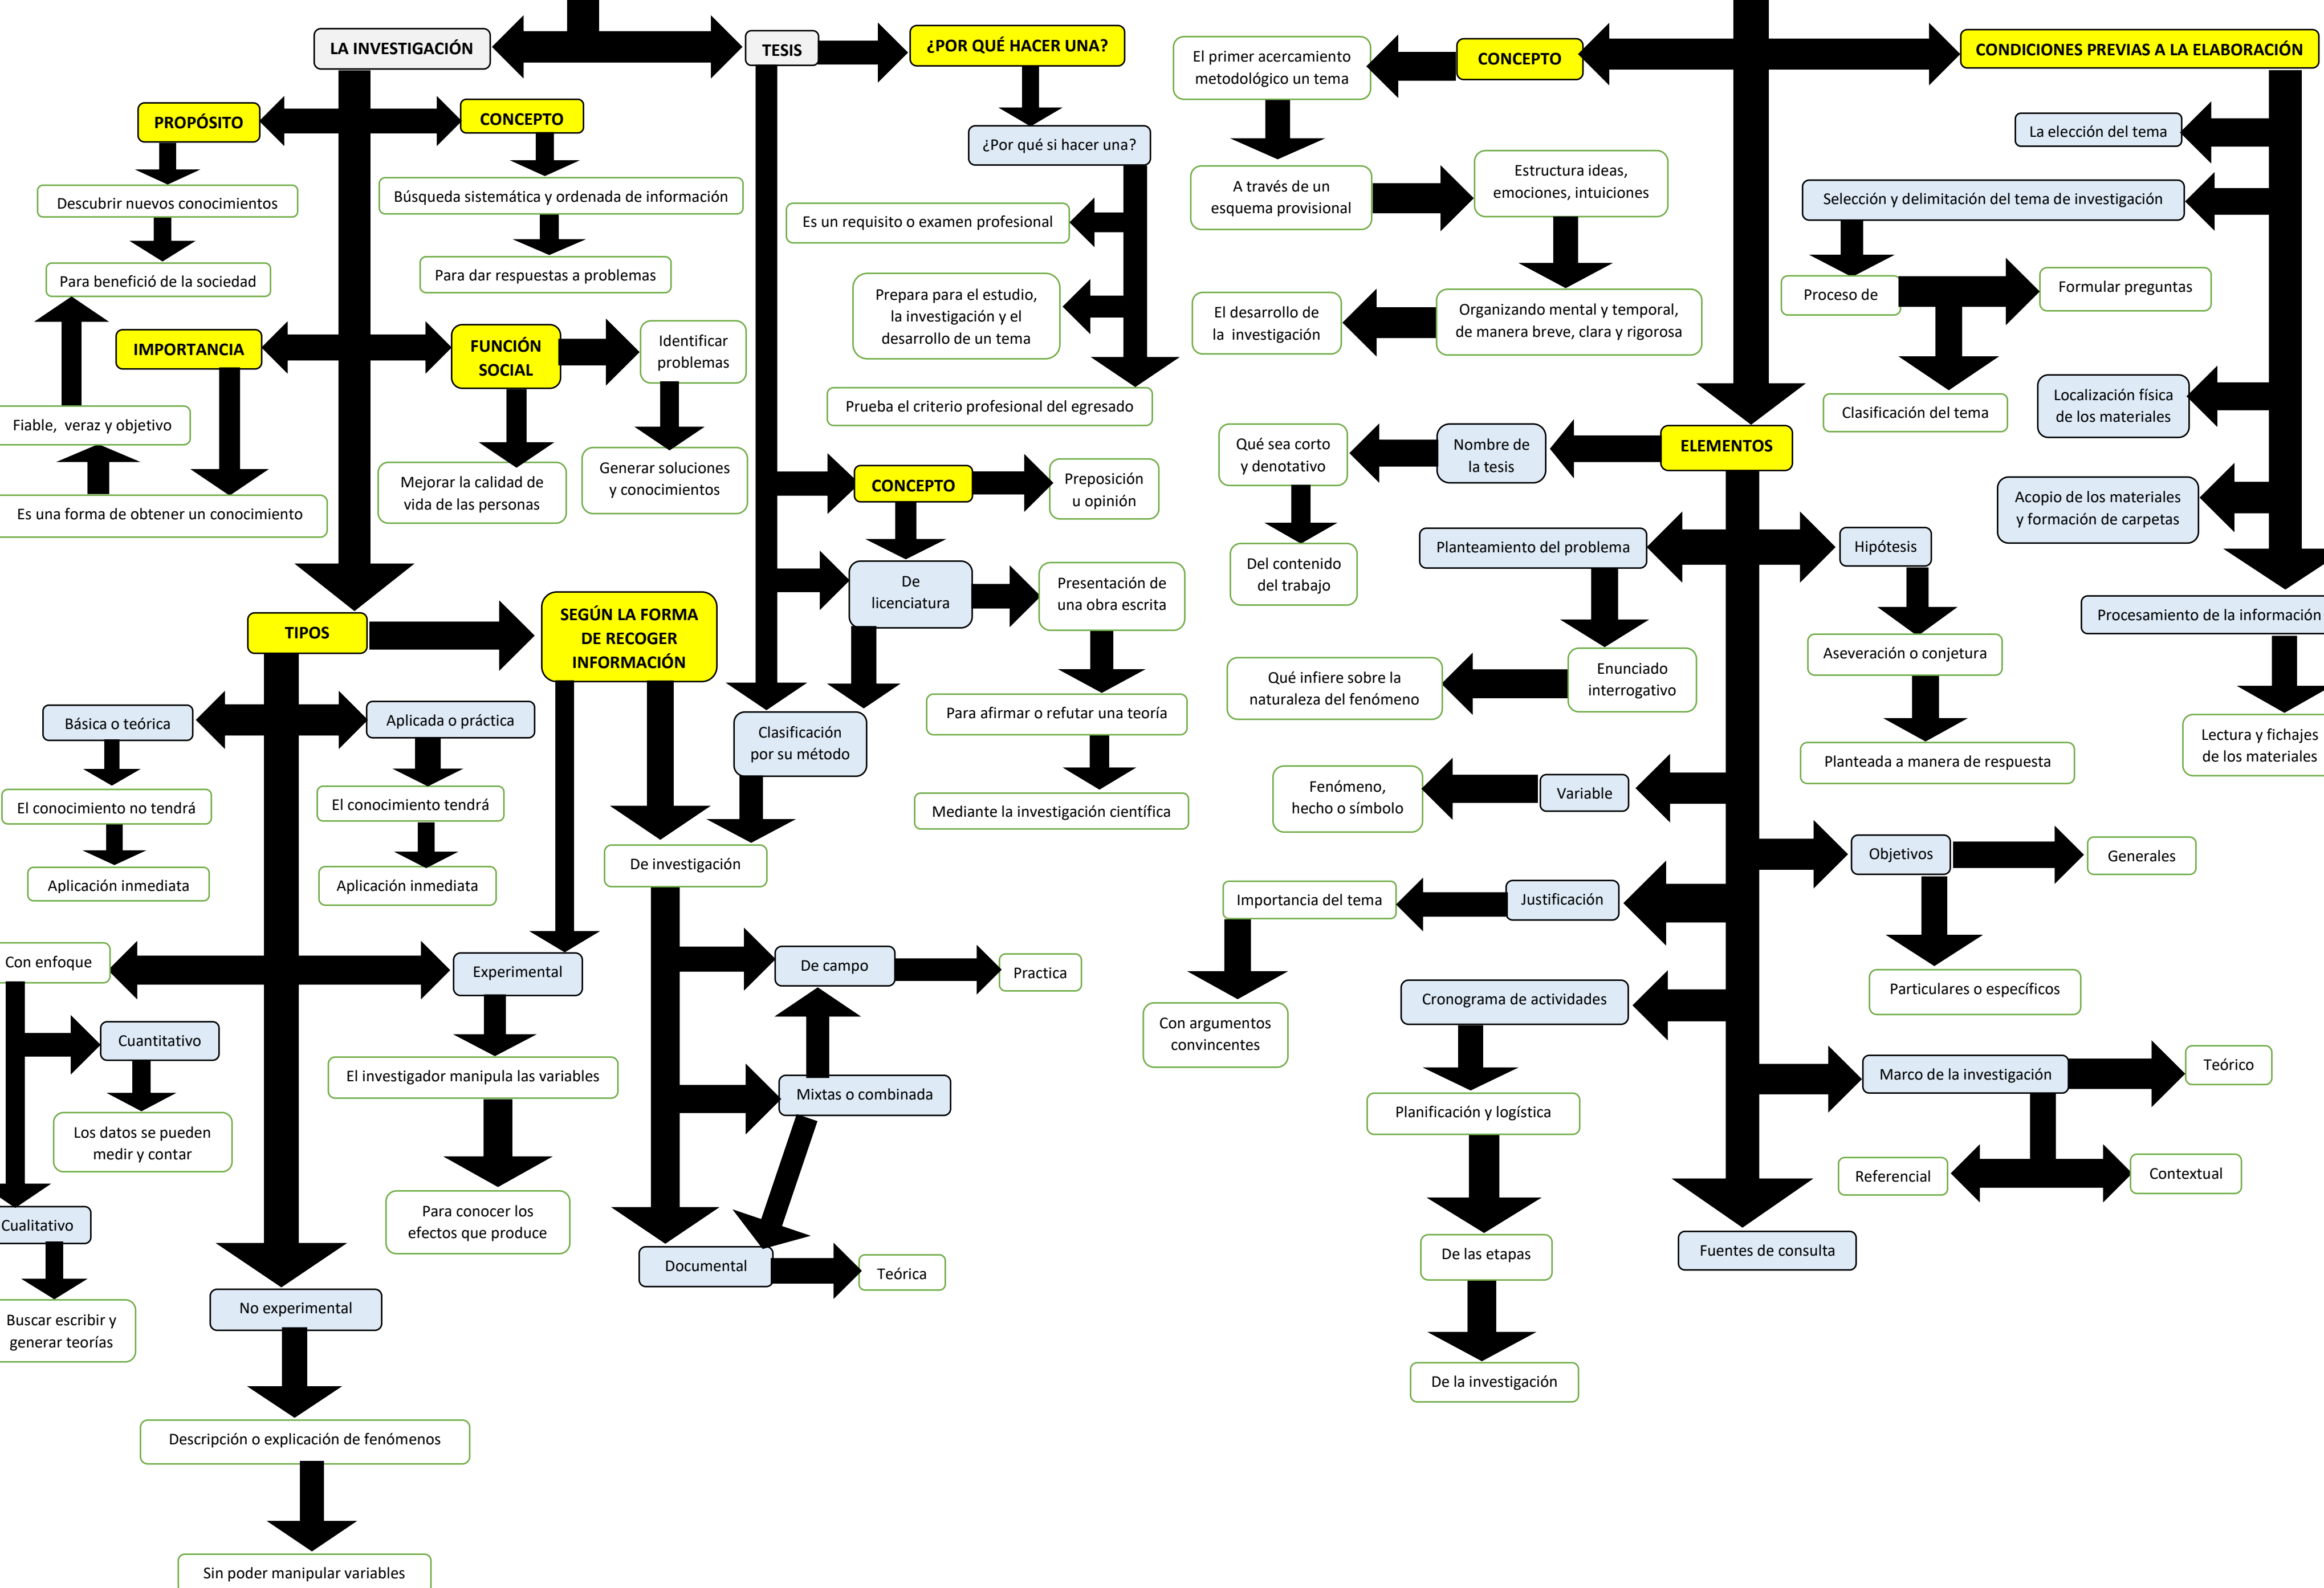 LA INVESTIGACIÓN
PROPÓSITO
Descubrir nuevos conocimientos
Para benefició de la sociedad
CONCEPTO
Búsqueda sistemática y ordenada de información
Para dar respuestas a problemas
IMPORTANCIA
Fiable, veraz y objetivo
Es una forma de obtener un conocimiento
FUNCIÓN
SOCIAL
Identificar
problemas
Mejorar la calidad de
vida de las personas
Generar soluciones
y conocimientos
TIPOS
SEGÚN LA FORMA
DE RECOGER
INFORMACIÓN
Básica o teórica
El conocimiento no tendrá
Aplicación inmediata
Aplicada o práctica
El conocimiento tendrá
Aplicación inmediata
Con enfoque
Cuantitativo
Los datos se pueden
medir y contar
Cualitativo
Buscar escribir y
generar teorías
Experimental
El investigador manipula las variables
Para conocer los
efectos que produce
No experimental
Descripción o explicación de fenómenos
Sin poder manipular variables
TESIS
¿POR QUÉ HACER UNA?
¿Por qué si hacer una?
Es un requisito o examen profesional
Prepara para el estudio,
la investigación y el
desarrollo de un tema
Prueba el criterio profesional del egresado
CONCEPTO
Preposición
u opinión
De
licenciatura
Presentación de
una obra escrita
Para afirmar o refutar una teoría
Mediante la investigación científica
Clasificación
por su método
De investigación
De campo
Practica
Mixtas o combinada
Documental
Teórica
CONCEPTO
El primer acercamiento
metodológico un tema
A través de un
esquema provisional
Estructura ideas,
emociones, intuiciones
Organizando mental y temporal,
de manera breve, clara y rigorosa
El desarrollo de
la investigación
CONDICIONES PREVIAS A LA ELABORACIÓN
La elección del tema
Selección y delimitación del tema de investigación
Proceso de
Formular preguntas
Clasificación del tema
Localización física
de los materiales
Acopio de los materiales
y formación de carpetas
Procesamiento de la información
Lectura y fichajes
de los materiales
ELEMENTOS
Nombre de
la tesis
Qué sea corto
y denotativo
Del contenido
del trabajo
Planteamiento del problema
Enunciado
interrogativo
Qué infiere sobre la
naturaleza del fenómeno
Hipótesis
Aseveración o conjetura
Planteada a manera de respuesta
Variable
Fenómeno,
hecho o símbolo
Objetivos
Generales
Particulares o específicos
Justificación
Importancia del tema
Con argumentos
convincentes
Cronograma de actividades
Planificación y logística
De las etapas
De la investigación
Marco de la investigación
Teórico
Referencial
Contextual
Fuentes de consulta